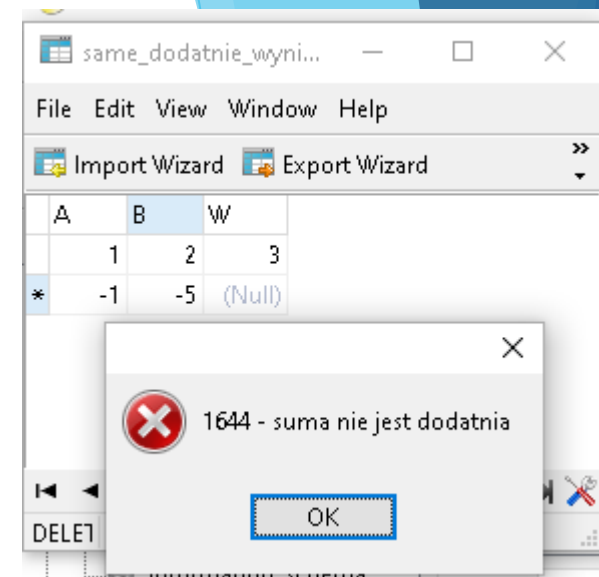 same_dodatnie_wyni...
File Edit View Window Help
Import Wizard Export Wizard
A B W
1 2 3
* -1 -5 (Null)
1644 - suma nie jest dodatnia
OK